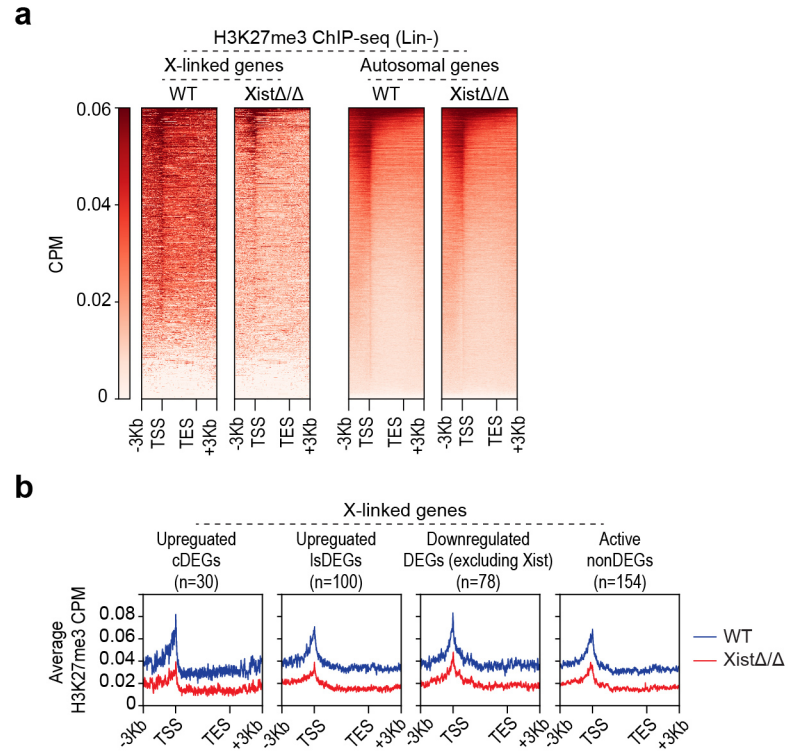 a
H3K27me3 ChIP-seq (Lin-)
X-linked genes Autosomal genes
WT XistΔ/Δ WT XistΔ/Δ
0.06
0.04
0.02
0
CPM
-3Kb TSS TES +3Kb -3Kb TSS TES +3Kb -3Kb TSS TES +3Kb -3Kb TSS TES +3Kb
b
X-linked genes
Upreguated Upreguated Downregulated Active
cDEGs lsDEGs DEGs (excluding Xist) nonDEGs
(n=30) (n=100) (n=78) (n=154)
Average
H3K27me3 CPM
0.08
0.06
0.04
0.02
0
WT
XistΔ/Δ
-3Kb TSS TES +3Kb -3Kb TSS TES +3Kb -3Kb TSS TES +3Kb -3Kb TSS TES +3Kb